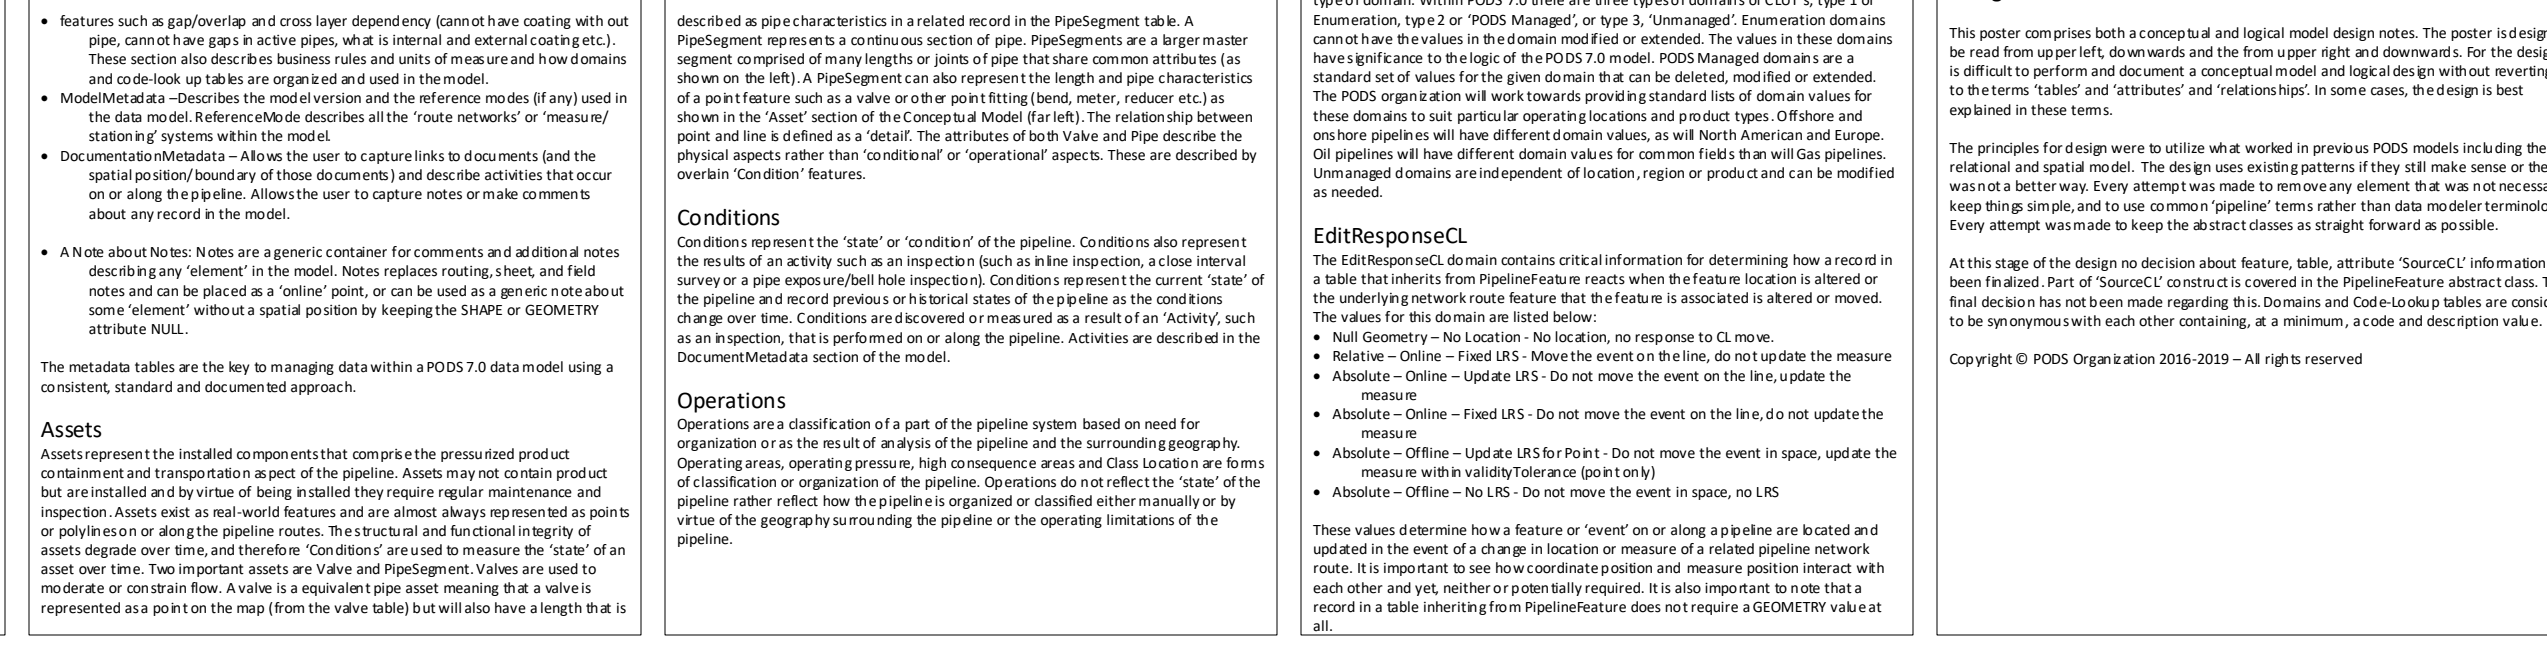 features such as gap/overlap and cross layer dependency (cannot have coating with out
pipe, cannot have gaps in active pipes, what is internal and external coating etc.).
These section also describes business rules and units of measure and how domains
and code-look up tables are organized and used in the model.
• ModelMetadata –Describes the model version and the reference modes (if any) used in
the data model. ReferenceMode describes all the ‘route networks’ or ‘measure/
stationing’ systems within the model.
• DocumentationMetadata – Allows the user to capture links to documents (and the
spatial position/boundary of those documents) and describe activities that occur
on or along the pipeline. Allows the user to capture notes or make comments
about any record in the model.
• A Note about Notes: Notes are a generic container for comments and additional notes
describing any ‘element’ in the model. Notes replaces routing, sheet, and field
notes and can be placed as a ‘online’ point, or can be used as a generic note about
some ‘element’ without a spatial position by keeping the SHAPE or GEOMETRY
attribute NULL.
The metadata tables are the key to managing data within a PODS 7.0 data model using a
consistent, standard and documented approach.
Assets
Assets represent the installed components that comprise the pressurized product
containment and transportation aspect of the pipeline. Assets may not contain product
but are installed and by virtue of being installed they require regular maintenance and
inspection. Assets exist as real-world features and are almost always represented as points
or polylines on or along the pipeline routes. The structural and functional integrity of
assets degrade over time, and therefore ‘Conditions’ are used to measure the ‘state’ of an
asset over time. Two important assets are Valve and PipeSegment. Valves are used to
moderate or constrain flow. A valve is a equivalent pipe asset meaning that a valve is
represented as a point on the map (from the valve table) but will also have a length that is
described as pipe characteristics in a related record in the PipeSegment table. A
PipeSegment represents a continuous section of pipe. PipeSegments are a larger master
segment comprised of many lengths or joints of pipe that share common attributes (as
shown on the left). A PipeSegment can also represent the length and pipe characteristics
of a point feature such as a valve or other point fitting (bend, meter, reducer etc.) as
shown in the ‘Asset’ section of the Conceptual Model (far left). The relationship between
point and line is defined as a ‘detail’. The attributes of both Valve and Pipe describe the
physical aspects rather than ‘conditional’ or ‘operational’ aspects. These are described by
overlain ‘Condition’ features.
Conditions
Conditions represent the ‘state’ or ‘condition’ of the pipeline. Conditions also represent
the results of an activity such as an inspection (such as inline inspection, a close interval
survey or a pipe exposure/bell hole inspection). Conditions represent the current ‘state’ of
the pipeline and record previous or historical states of the pipeline as the conditions
change over time. Conditions are discovered or measured as a result of an ‘Activity’, such
as an inspection, that is performed on or along the pipeline. Activities are described in the
DocumentMetadata section of the model.
Operations
Operations are a classification of a part of the pipeline system based on need for
organization or as the result of analysis of the pipeline and the surrounding geography.
Operating areas, operating pressure, high consequence areas and Class Location are forms
of classification or organization of the pipeline. Operations do not reflect the ‘state’ of the
pipeline rather reflect how the pipeline is organized or classified either manually or by
virtue of the geography surrounding the pipeline or the operating limitations of the
pipeline.
Enumeration, type 2 or ‘PODS Managed’, or type 3, ‘Unmanaged’. Enumeration domains
cannot have the values in the domain modified or extended. The values in these domains
have significance to the logic of the PODS 7.0 model. PODS Managed domains are a
standard set of values for the given domain that can be deleted, modified or extended.
The PODS organization will work towards providing standard lists of domain values for
these domains to suit particular operating locations and product types. Offshore and
onshore pipelines will have different domain values, as will North American and Europe.
Oil pipelines will have different domain values for common fields than will Gas pipelines.
Unmanaged domains are independent of location, region or product and can be modified
as needed.
EditResponseCL
The EditResponseCL domain contains critical information for determining how a record in
a table that inherits from PipelineFeature reacts when the feature location is altered or
the underlying network route feature that the feature is associated is altered or moved.
The values for this domain are listed below:
• Null Geometry – No Location - No location, no response to CL move.
• Relative – Online – Fixed LRS - Move the event on the line, do not update the measure
• Absolute – Online – Update LRS - Do not move the event on the line, update the
measure
• Absolute – Online – Fixed LRS - Do not move the event on the line, do not update the
measure
• Absolute – Offline – Update LRS for Point - Do not move the event in space, update the
measure within validityTolerance (point only)
• Absolute – Offline – No LRS - Do not move the event in space, no LRS
These values determine how a feature or ‘event’ on or along a pipeline are located and
updated in the event of a change in location or measure of a related pipeline network
route. It is important to see how coordinate position and measure position interact with
each other and yet, neither or potentially required. It is also important to note that a
record in a table inheriting from PipelineFeature does not require a GEOMETRY value at
all.
This poster comprises both a conceptual and logical model design notes. The poster is
be read from upper left, downwards and the from upper right and downwards. For the
is difficult to perform and document a conceptual model and logical design without
to the terms ‘tables’ and ‘attributes’ and ‘relationships’. In some cases, the design is best
explained in these terms.
The principles for design were to utilize what worked in previous PODS models including the
relational and spatial model. The design uses existing patterns if they still make sense or
was not a better way. Every attempt was made to remove any element that was not
keep things simple, and to use common ‘pipeline’ terms rather than data modeler
Every attempt was made to keep the abstract classes as straight forward as possible.
At this stage of the design no decision about feature, table, attribute ‘SourceCL’ information
been finalized. Part of ‘SourceCL’ construct is covered in the PipelineFeature abstract class.
final decision has not been made regarding this. Domains and Code-Lookup tables are
to be synonymous with each other containing, at a minimum, a code and description value.
Copyright © PODS Organization 2016-2019 – All rights reserved